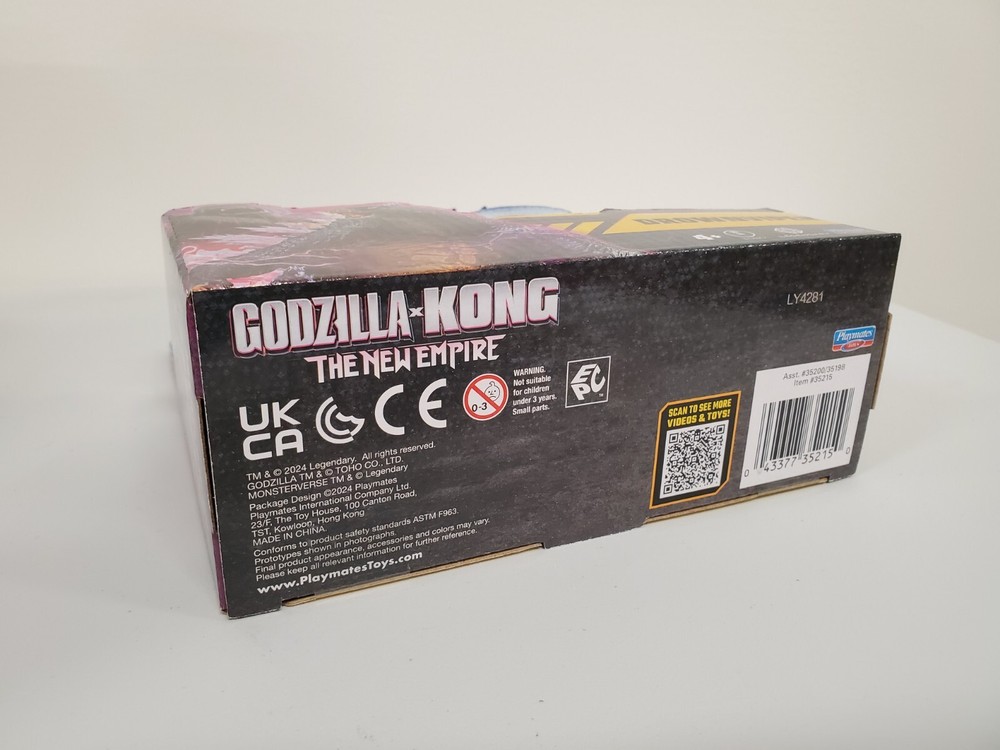 GODZILLA x KONG
THE NEW EMPIRE
UK
CA
CE
0-3
WARNING.
Not suitable
for children
under 3 years.
Small parts.
EPC
TM
TM & © 2024 Legendary. All rights reserved.
GODZILLA TM & © TOHO CO., LTD.
MONSTERVERSE TM & © Legendary
Package Design ©2024 Playmates
Playmates International Company Ltd.
23/F, The Toy House, 100 Canton Road,
TST, Kowloon, Hong Kong
MADE IN CHINA.
Conforms to product safety standards ASTM F963.
Prototypes shown in photographs.
Final product appearance, accessories and colors may vary.
Please keep all relevant information for further reference.
www.PlaymatesToys.com
LY4281
Playmates
SCAN TO SEE MORE
VIDEOS & TOYS!
Asst. #35200/35199
Item #35215
0 43377 35215 0
4+